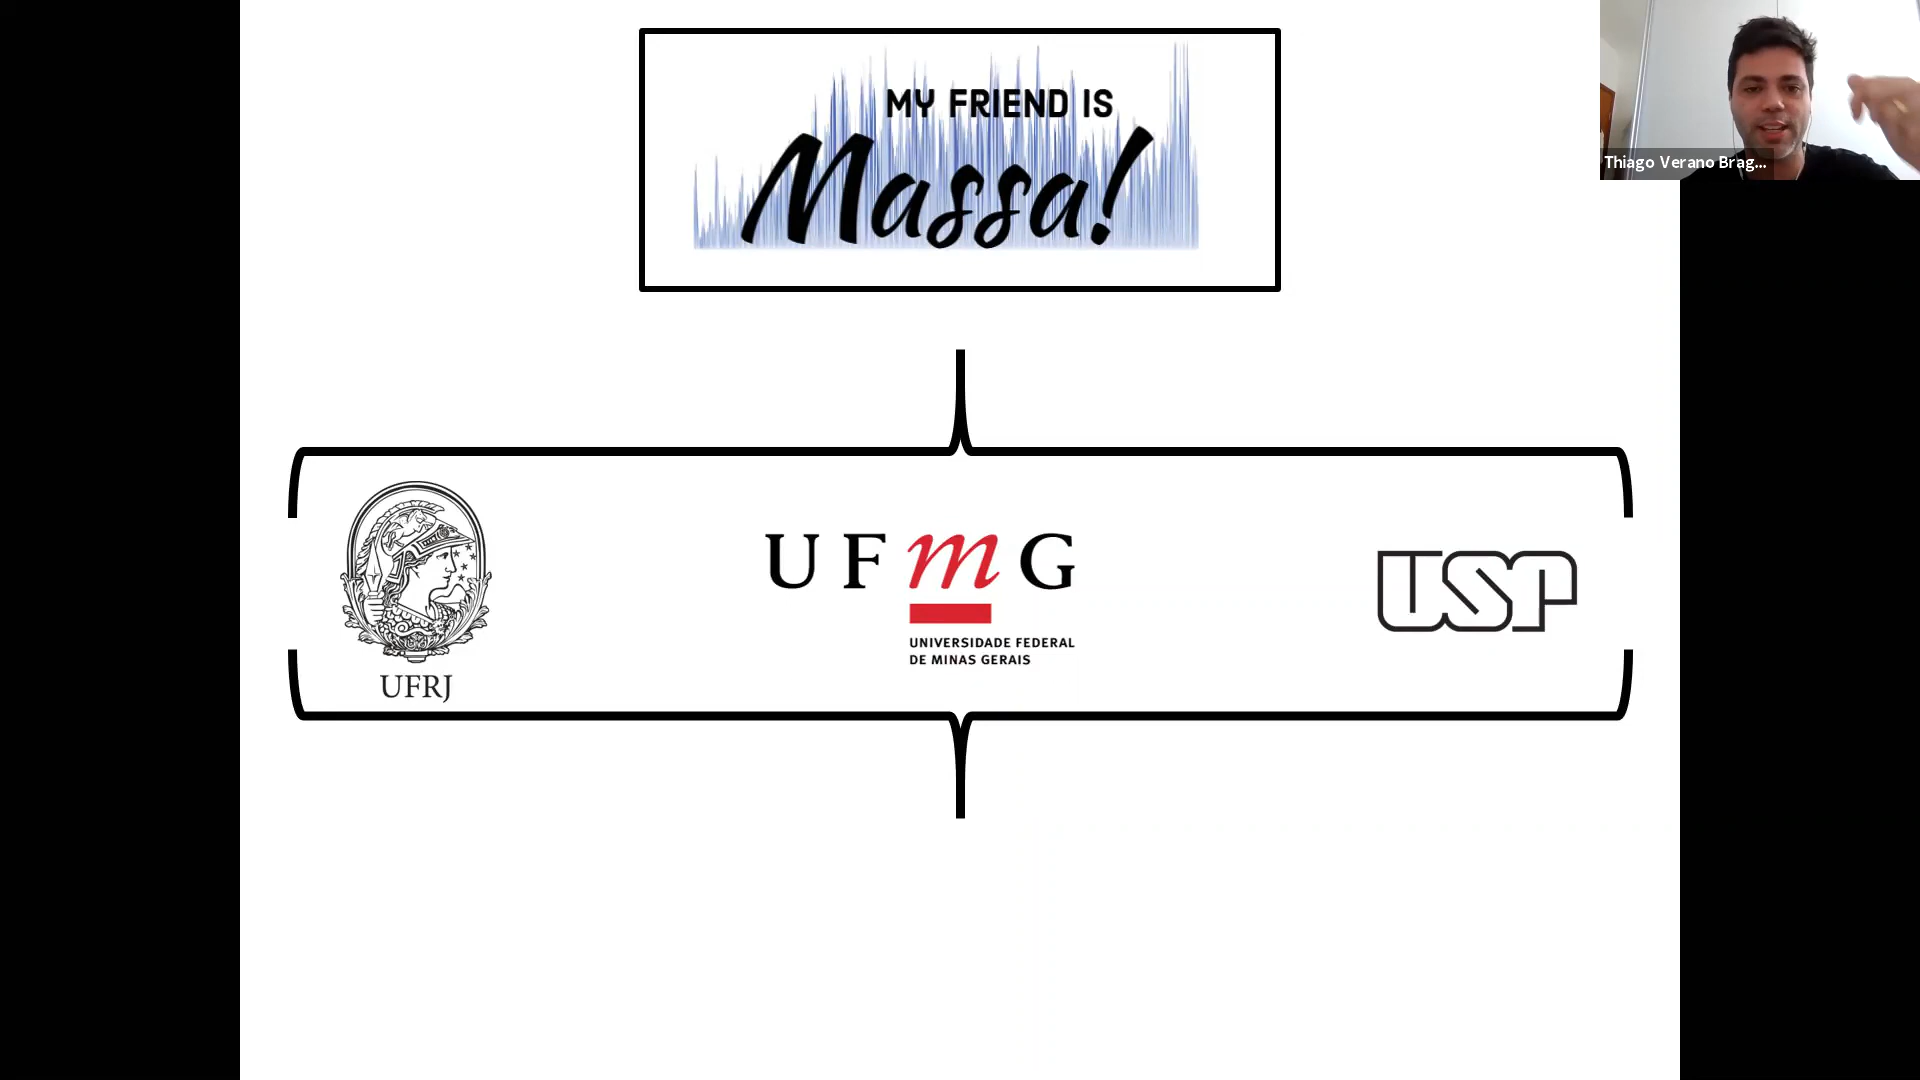 MY FRIEND IS
Massa!
Thiago Verano Brag...
UFRJ
UFmG
UNIVERSIDADE FEDERAL
DE MINAS GERAIS
USP